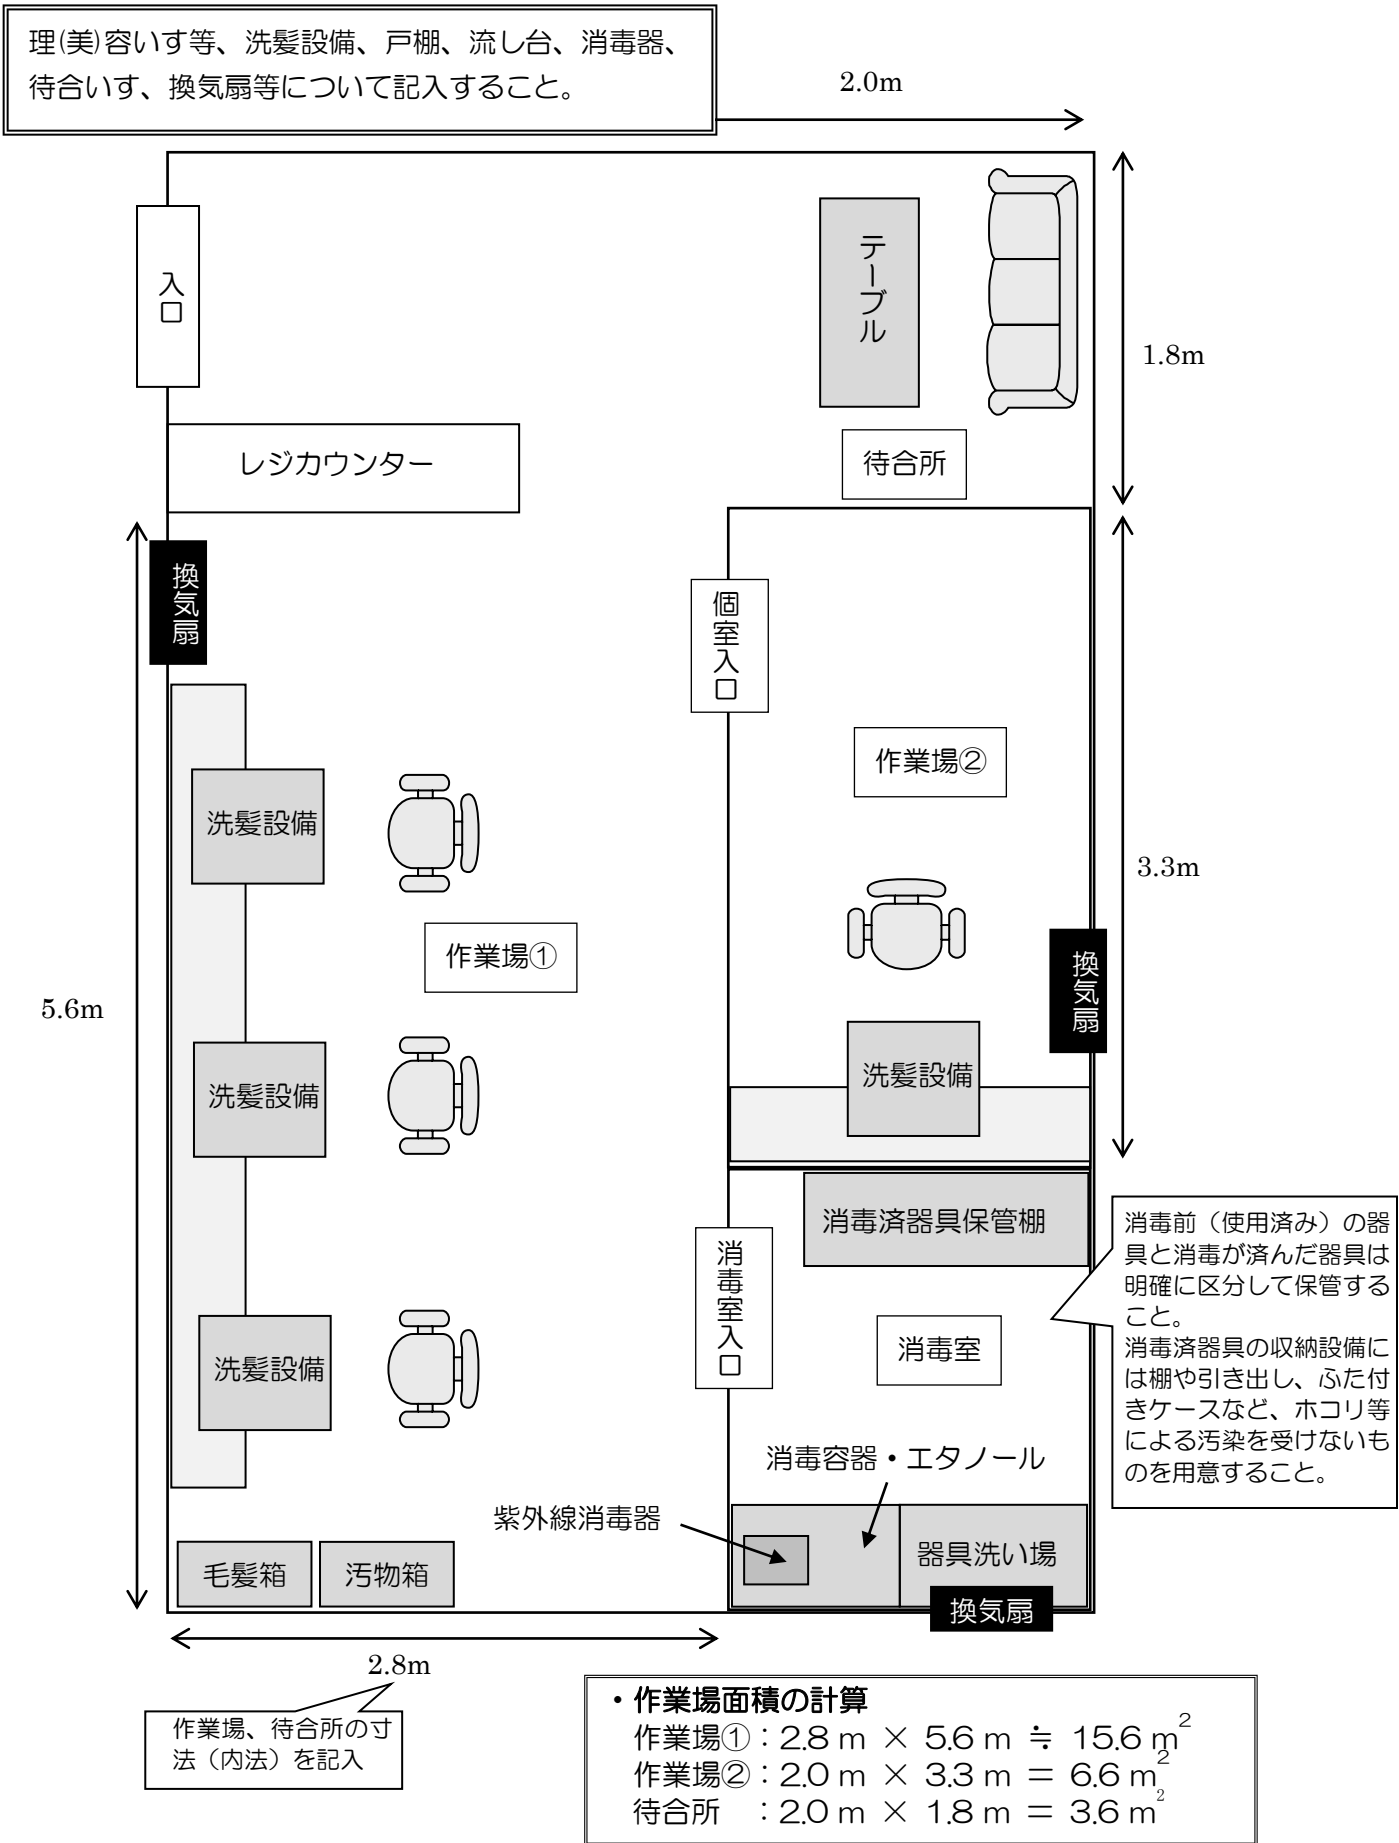 理(美)容いす等、洗髪設備、戸棚、流し台、消毒器、
待合いす、換気扇等について記入すること。
2.0m
入口
テーブル
1.8m
レジカウンター
待合所
換気扇
個室入口
作業場②
洗髪設備
3.3m
作業場①
換気扇
5.6m
洗髪設備
洗髪設備
消毒済器具保管棚
消毒前（使用済み）の器
具と消毒が済んだ器具は
明確に区分して保管する
こと。
消毒済器具の収納設備に
は棚や引き出し、ふた付
きケースなど、ホコリ等
による汚染を受けないも
のを用意すること。
消毒室入口
消毒室
洗髪設備
消毒容器・エタノール
紫外線消毒器
器具洗い場
毛髪箱
汚物箱
換気扇
2.8m
作業場、待合所の寸
法（内法）を記入
・作業場面積の計算
作業場①：2.8 m × 5.6 m ≒ 15.6 m²
作業場②：2.0 m × 3.3 m ＝ 6.6 m²
待合所　：2.0 m × 1.8 m ＝ 3.6 m²